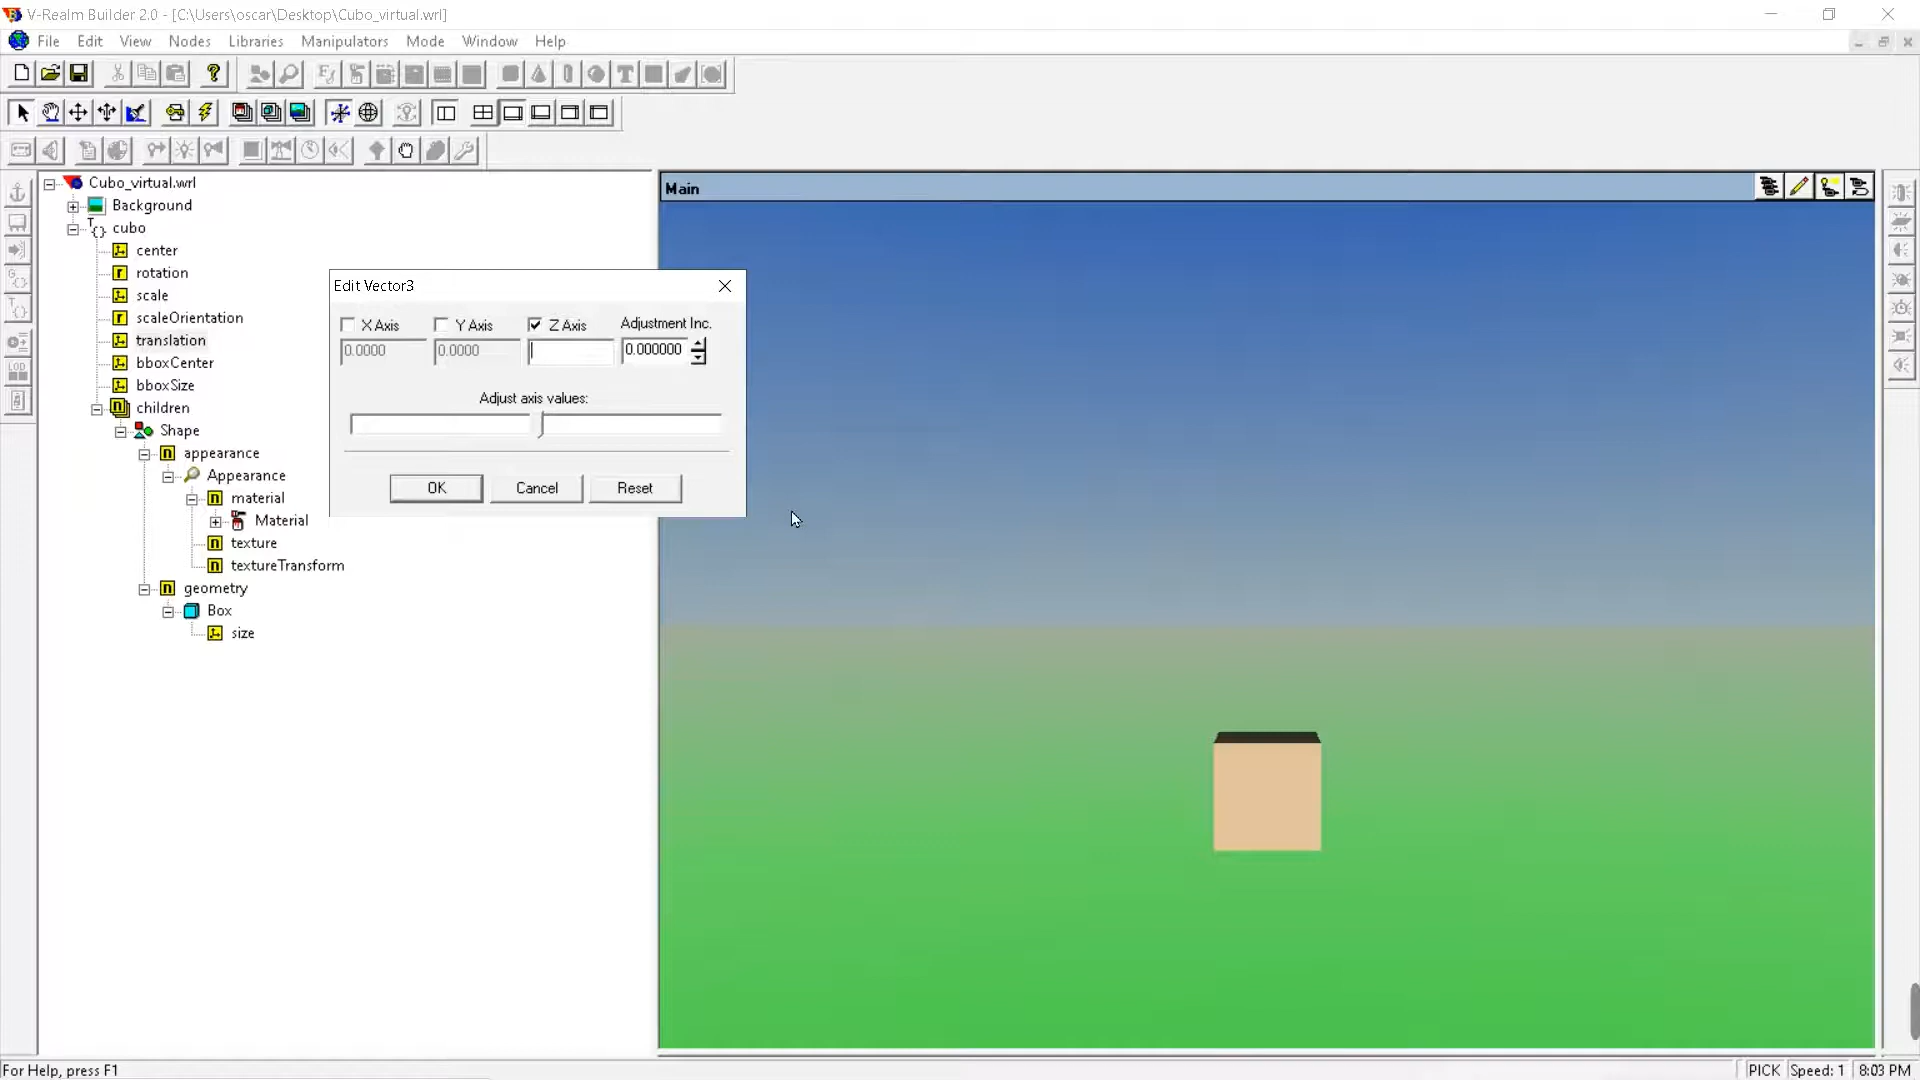 V-Realm Builder 2.0 - [C:\Users\oscar\Desktop\Cubo_virtual.wrl]
File Edit View Nodes Libraries Manipulators Mode Window Help
Cubo_virtual.wrl
Background
cubo
center
rotation
scale
scaleOrientation
translation
bboxCenter
bboxSize
children
Shape
appearance
Appearance
material
Material
texture
textureTransform
geometry
Box
size
Edit Vector3
X Axis Y Axis Z Axis Adjustment Inc.
0.0000 0.0000 0.000000
Adjust axis values:
OK Cancel Reset
Main
For Help, press F1
PICK Speed: 1 8:03 PM